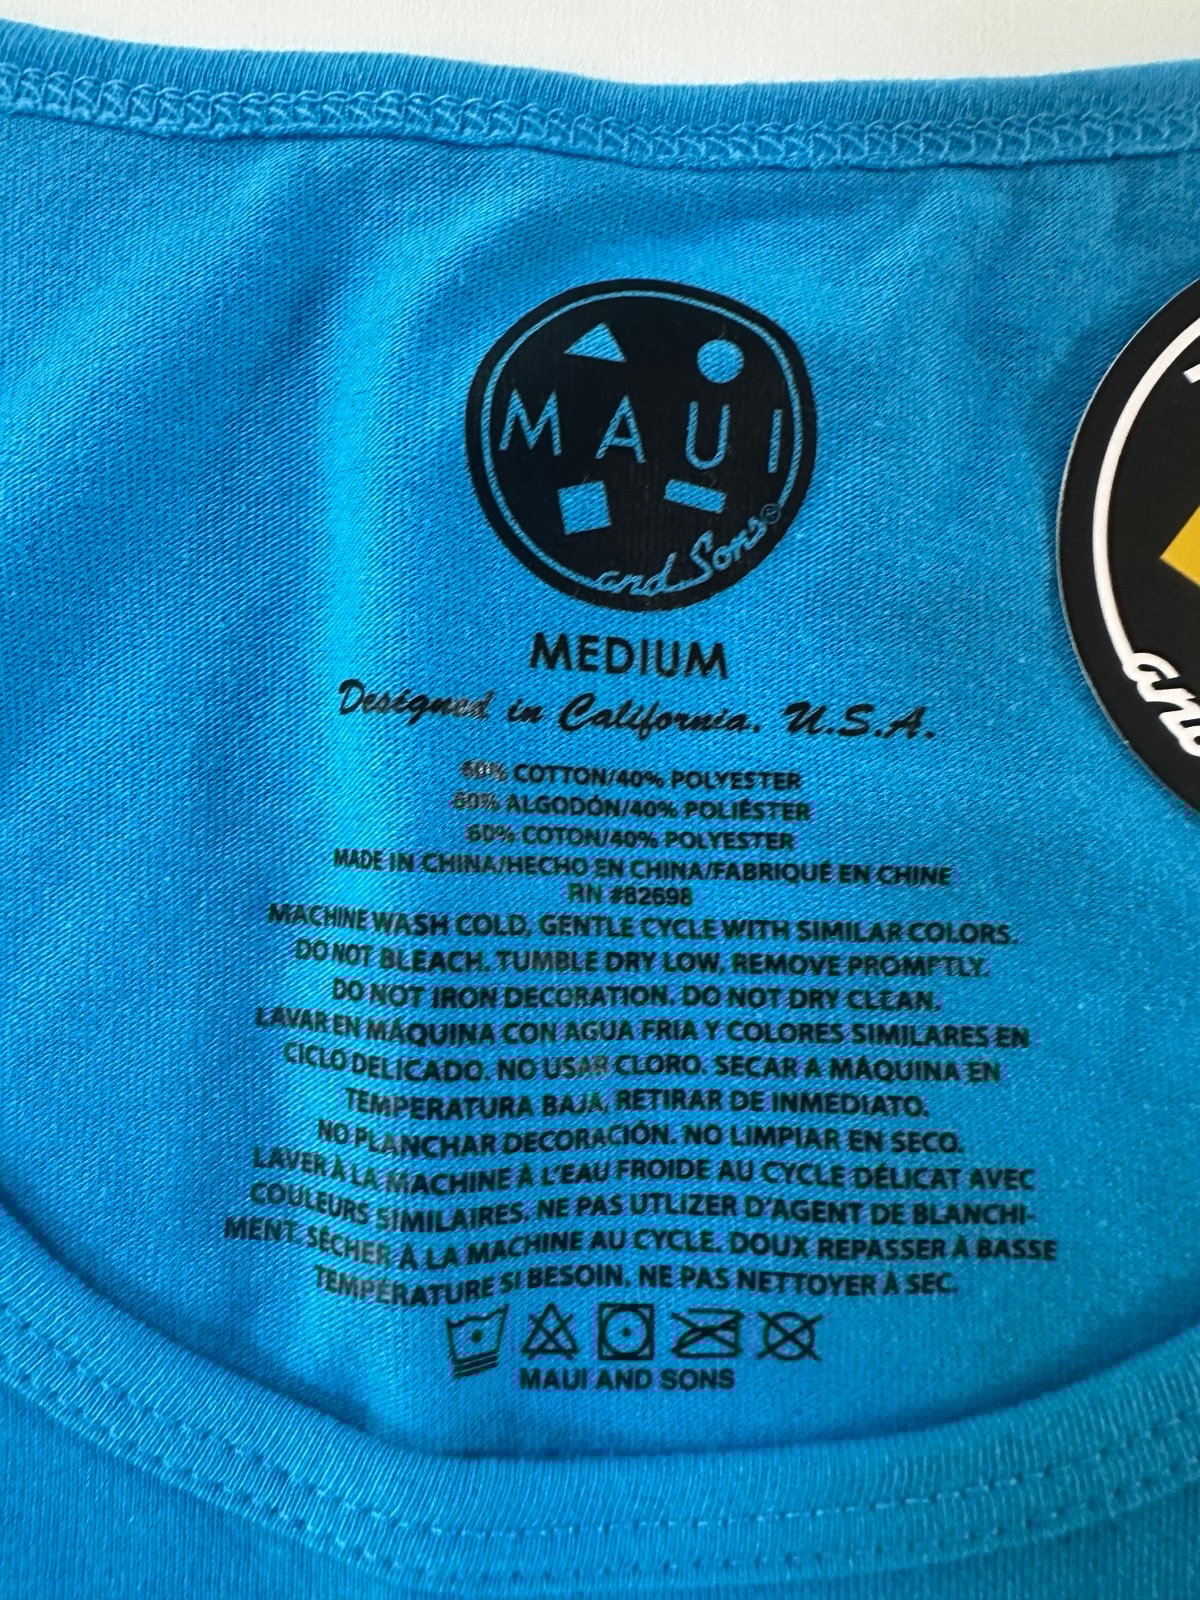 MAUI
and Sons®
MEDIUM
Designed in California. U.S.A.
60% COTTON/40% POLYESTER
60% ALGODÓN/40% POLIÉSTER
60% COTON/40% POLYESTER
MADE IN CHINA/HECHO EN CHINA/FABRIQUÉ EN CHINE
RN #82698
MACHINE WASH COLD, GENTLE CYCLE WITH SIMILAR COLORS.
DO NOT BLEACH. TUMBLE DRY LOW, REMOVE PROMPTLY.
DO NOT IRON DECORATION. DO NOT DRY CLEAN.
LAVAR EN MÁQUINA CON AGUA FRIA Y COLORES SIMILARES EN
CICLO DELICADO. NO USAR CLORO. SECAR A MÁQUINA EN
TEMPERATURA BAJA, RETIRAR DE INMEDIATO.
NO PLANCHAR DECORACIÓN. NO LIMPIAR EN SECO.
LAVER À LA MACHINE À L'EAU FROIDE AU CYCLE DÉLICAT AVEC
COULEURS SIMILAIRES. NE PAS UTLIZER D'AGENT DE BLANCHI-
MENT. SÉCHER À LA MACHINE AU CYCLE. DOUX REPASSER À BASSE
TEMPÉRATURE SI BESOIN. NE PAS NETTOYER À SEC.
MAUI AND SONS
and